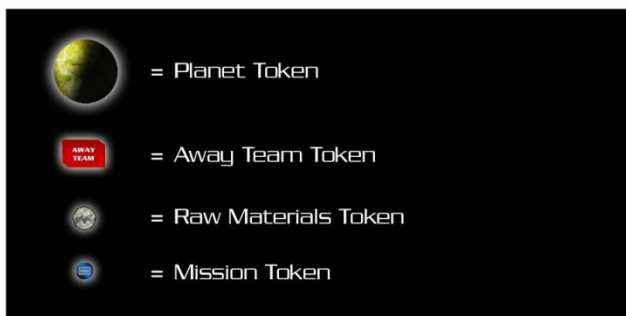 = Planet Token
AWAY
TEAM
= Away Team Token
= Raw Materials Token
= Mission Token